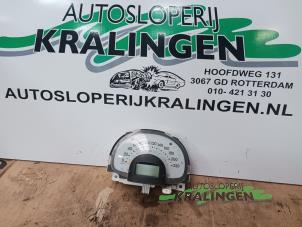 AUTOSLOPERIJ
KRALINGEN
HOOFDWEG 131
3067 GD ROTTERDAM
010- 421 31 30
AUTOSLOPERIJKRALINGEN.NL
AUTOSLOPERIJ
KRALINGEN